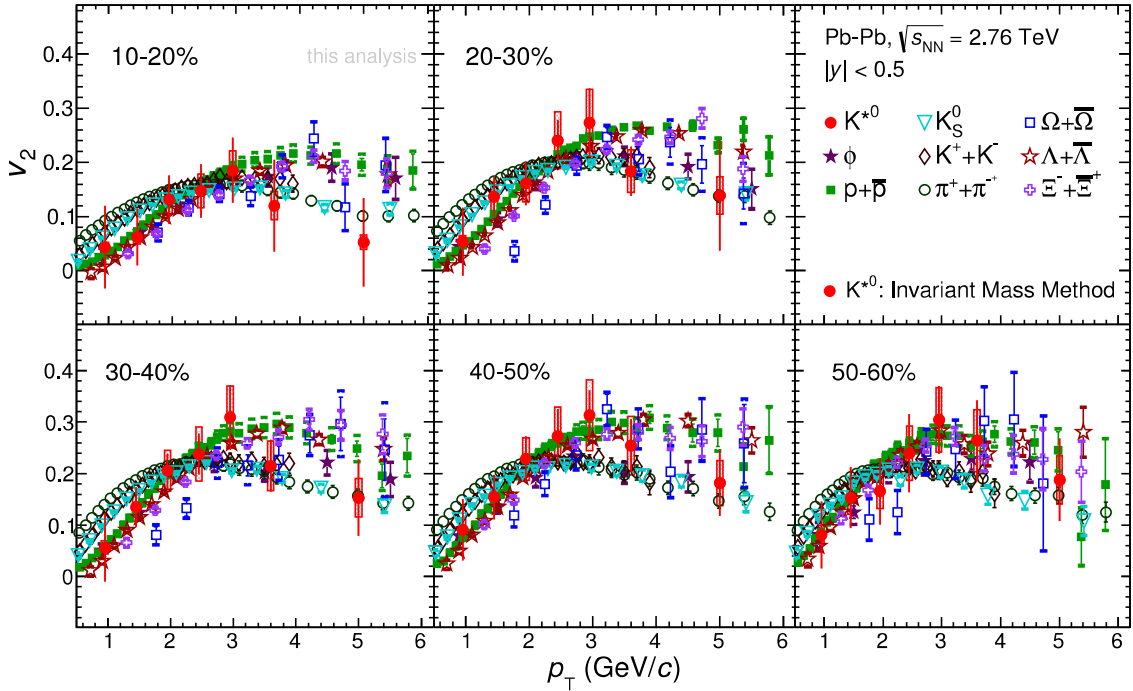 10-20%
this analysis
20-30%
Pb-Pb, √sNN = 2.76 TeV
|y| < 0.5
K*0
K0S
Ω+Ω̅
ϕ
K++K-
Λ+Λ̅
p+p̅
π++π-+
Ξ-+Ξ̅+
K*0: Invariant Mass Method
0.4
0.3
0.2
0.1
0
v2
30-40%
40-50%
50-60%
0.4
0.3
0.2
0.1
0
1 2 3 4 5 6 1 2 3 4 5 6 1 2 3 4 5 6
pT (GeV/c)